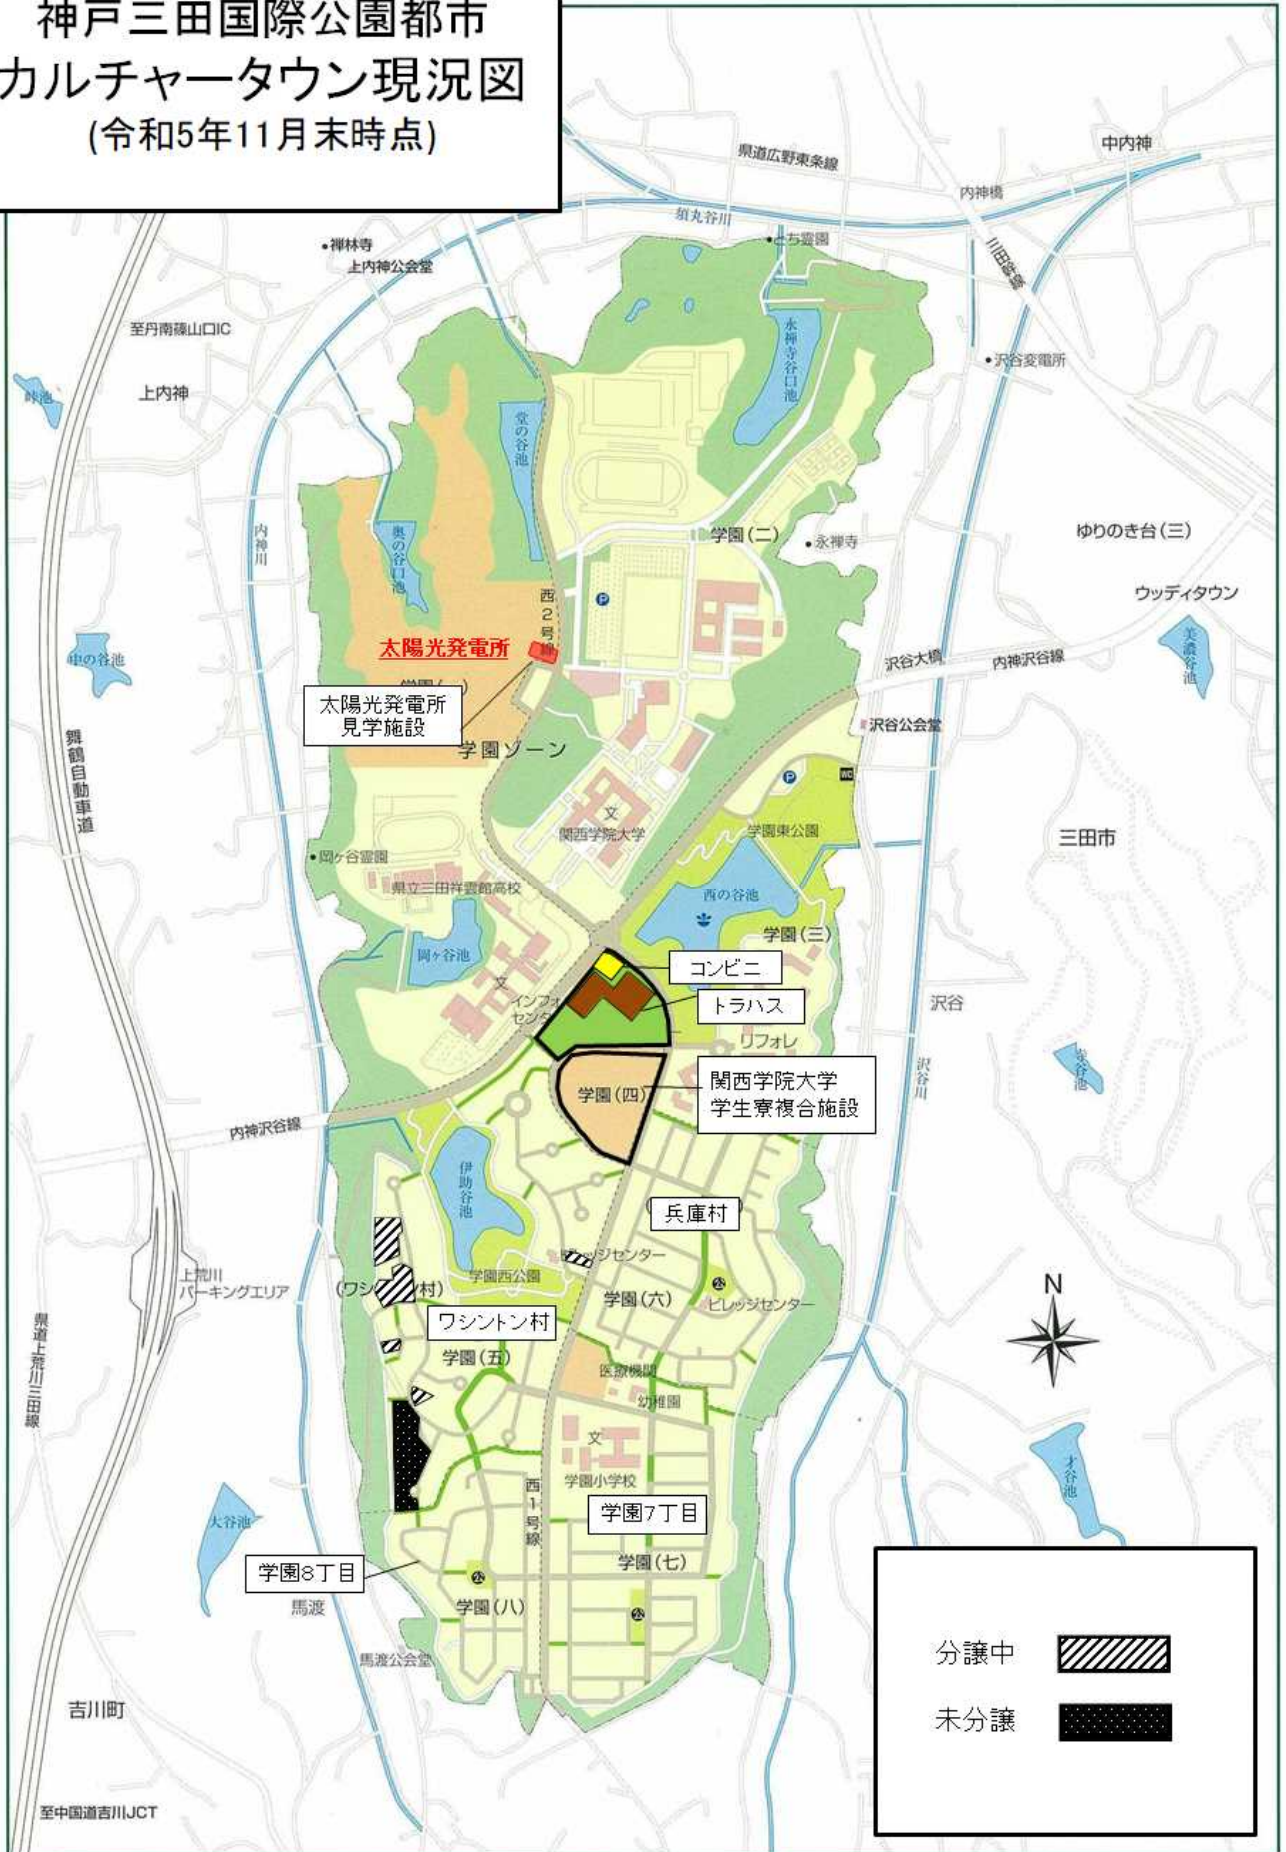 神戸三田国際公園都市
カルチャータウン現況図
(令和5年11月末時点)
県道広野東条線
中内神
内神橋
須丸谷川
とち霊園
禅林寺
上内神公会堂
至丹南篠山口IC
永禅寺谷口池
沢谷変電所
上内神
峠池
堂の谷池
内神川
奥の谷口池
学園(二)
永禅寺
ゆりのき台(三)
ウッディタウン
西2号線
P
美濃谷池
太陽光発電所
沢谷大橋
内神沢谷線
中の谷池
太陽光発電所
見学施設
学園ゾーン
沢谷公会堂
舞鶴自動車道
P
WC
文
関西学院大学
学園東公園
三田市
岡ヶ谷霊園
県立三田祥雲館高校
西の谷池
学園(三)
岡ヶ谷池
コンビニ
文
トラハス
沢谷
リフォレ
学園(四)
関西学院大学
学生寮複合施設
沢谷川
内神沢谷線
伊助谷池
兵庫村
上荒川
パーキングエリア
学園西公園
公
学園(六)
ビレッジセンター
N
ワシントン村
県道上荒川三田線
学園(五)
医療機関
幼稚園
文
学園小学校
才谷池
西1号線
学園7丁目
大谷池
学園8丁目
学園(七)
公
馬渡
学園(八)
公
馬渡公会堂
分譲中
未分譲
吉川町
至中国道吉川JCT